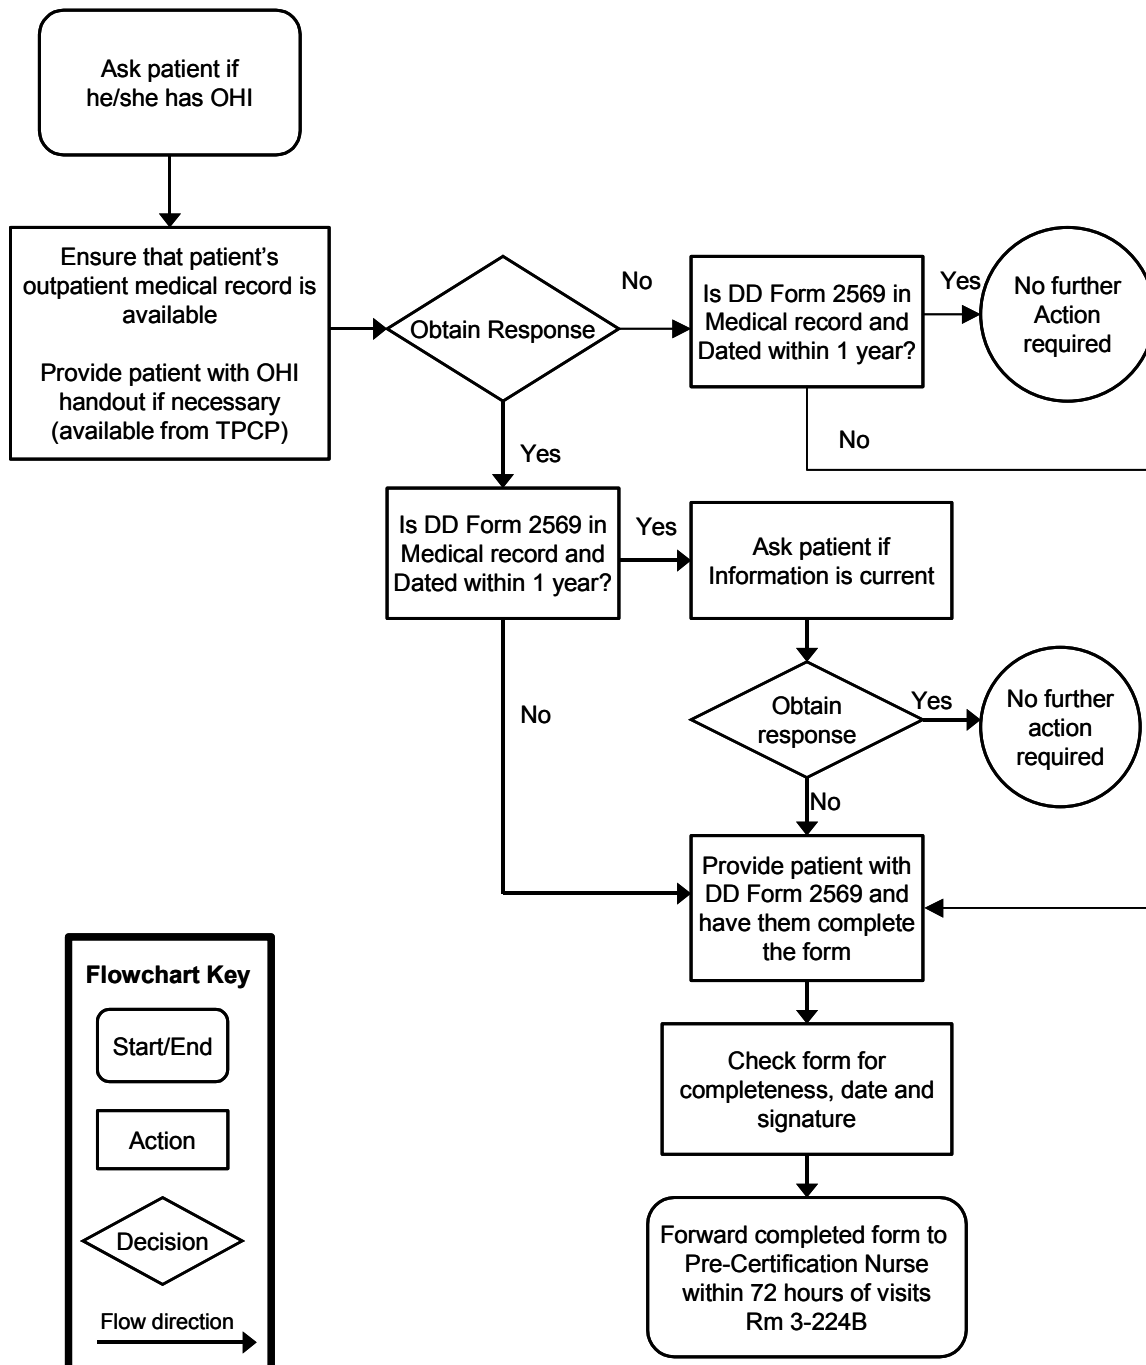 Ask patient if
he/she has OHI
Ensure that patient's
outpatient medical record is
available
Provide patient with OHI
handout if necessary
(available from TPCP)
Obtain Response
No
Is DD Form 2569 in
Medical record and
Dated within 1 year?
Yes
No further
Action
required
No
Yes
Is DD Form 2569 in
Medical record and
Dated within 1 year?
Yes
Ask patient if
Information is current
No
Obtain
response
Yes
No further
action
required
No
Provide patient with
DD Form 2569 and
have them complete
the form
Check form for
completeness, date and
signature
Forward completed form to
Pre-Certification Nurse
within 72 hours of visits
Rm 3-224B
Flowchart Key
Start/End
Action
Decision
Flow direction